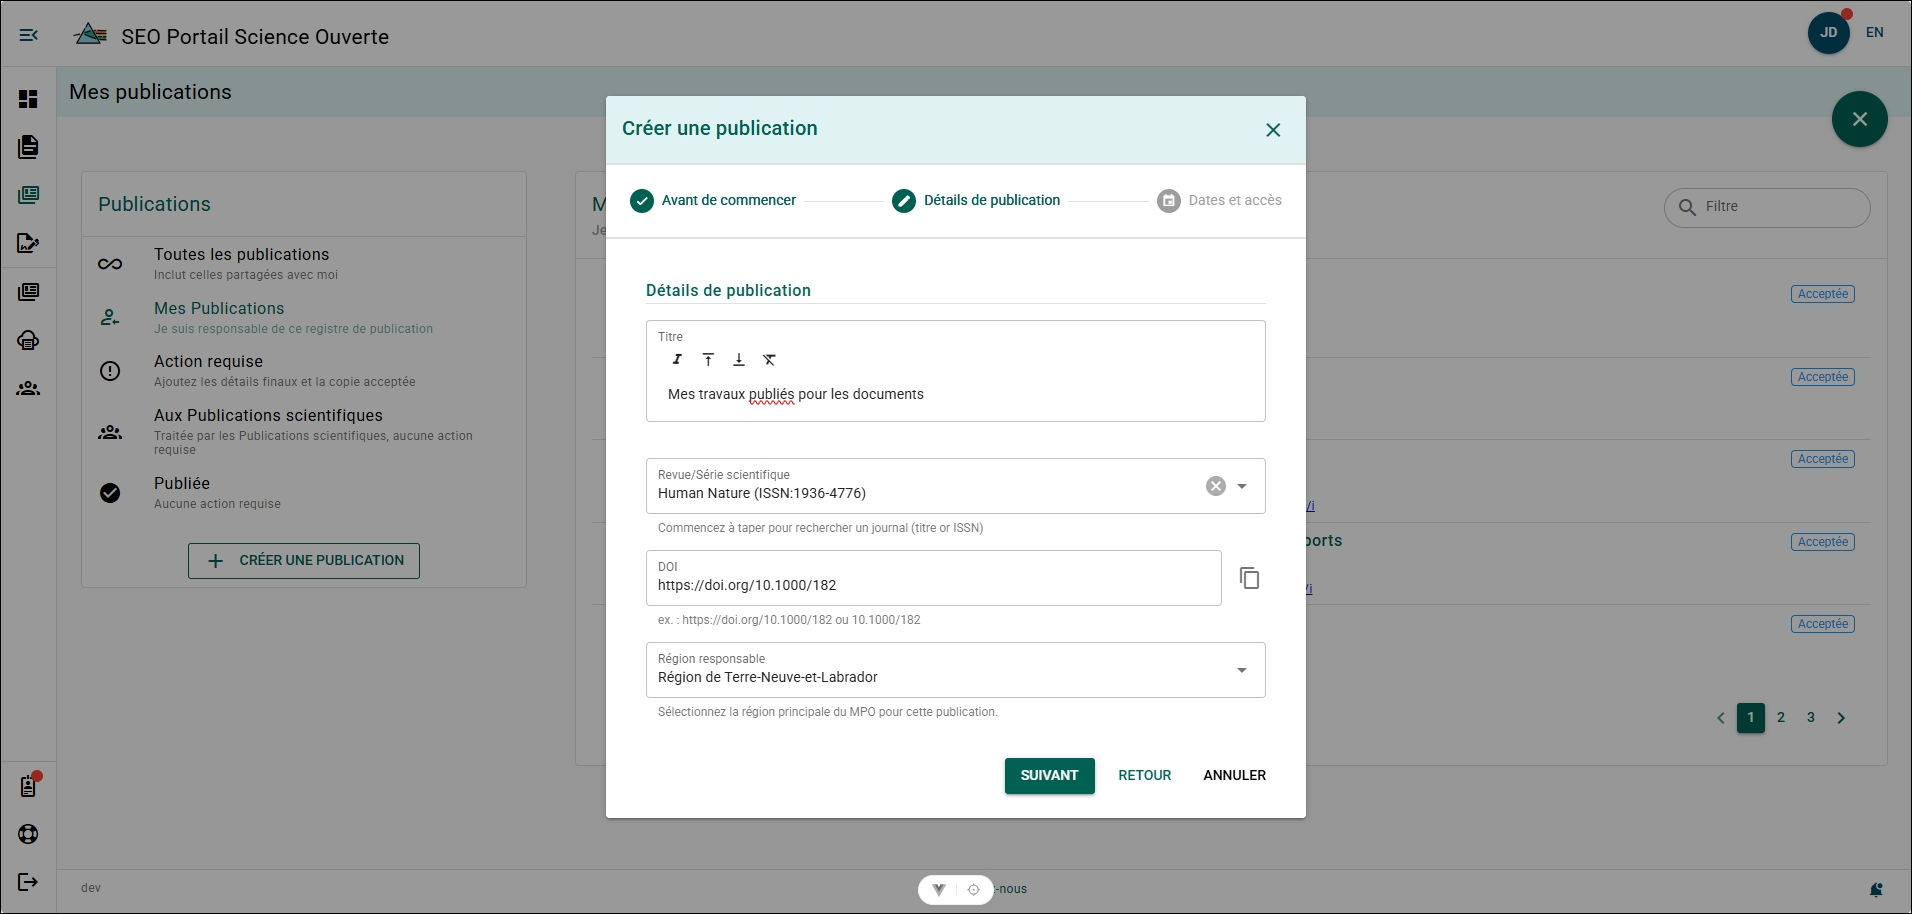 SEO Portail Science Ouverte
JD
EN
Mes publications
Publications
Toutes les publications
Inclut celles partagées avec moi
Mes Publications
Je suis responsable de ce registre de publication
Action requise
Ajoutez les détails finaux et la copie acceptée
Aux Publications scientifiques
Traitée par les Publications scientifiques, aucune action
requise
Publiée
Aucune action requise
CRÉER UNE PUBLICATION
M
Je
Filtre
Acceptée
Acceptée
Acceptée
/i
ports
Acceptée
/i
Acceptée
1
2
3
Créer une publication
Avant de commencer
Détails de publication
Dates et accès
Détails de publication
Titre
Mes travaux publiés pour les documents
Revue/Série scientifique
Human Nature (ISSN:1936-4776)
Commencez à taper pour rechercher un journal (titre or ISSN)
DOI
https://doi.org/10.1000/182
ex. : https://doi.org/10.1000/182 ou 10.1000/182
Région responsable
Région de Terre-Neuve-et-Labrador
Sélectionnez la région principale du MPO pour cette publication.
SUIVANT
RETOUR
ANNULER
dev
-nous